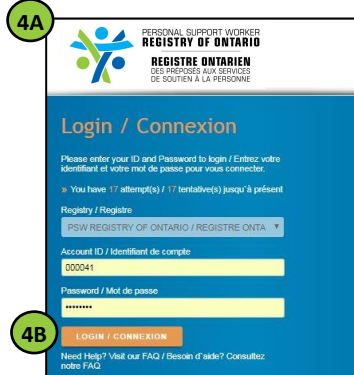 4A
PERSONAL SUPPORT WORKER
REGISTRY OF ONTARIO
REGISTRE ONTARIEN
DES PRÉPOSÉS AUX SERVICES
DE SOUTIEN À LA PERSONNE
Login / Connexion
Please enter your ID and Password to login / Entrez votre
identifiant et votre mot de passe pour vous connecter.
» You have 17 attempt(s) / 17 tentative(s) jusqu'à présent
Registry / Registre
PSW REGISTRY OF ONTARIO / REGISTRE ONTA
Account ID / Identifiant de compte
000041
Password / Mot de passe
••••••••
4B
LOGIN / CONNEXION
Need Help? Visit our FAQ / Besoin d'aide? Consultez
notre FAQ